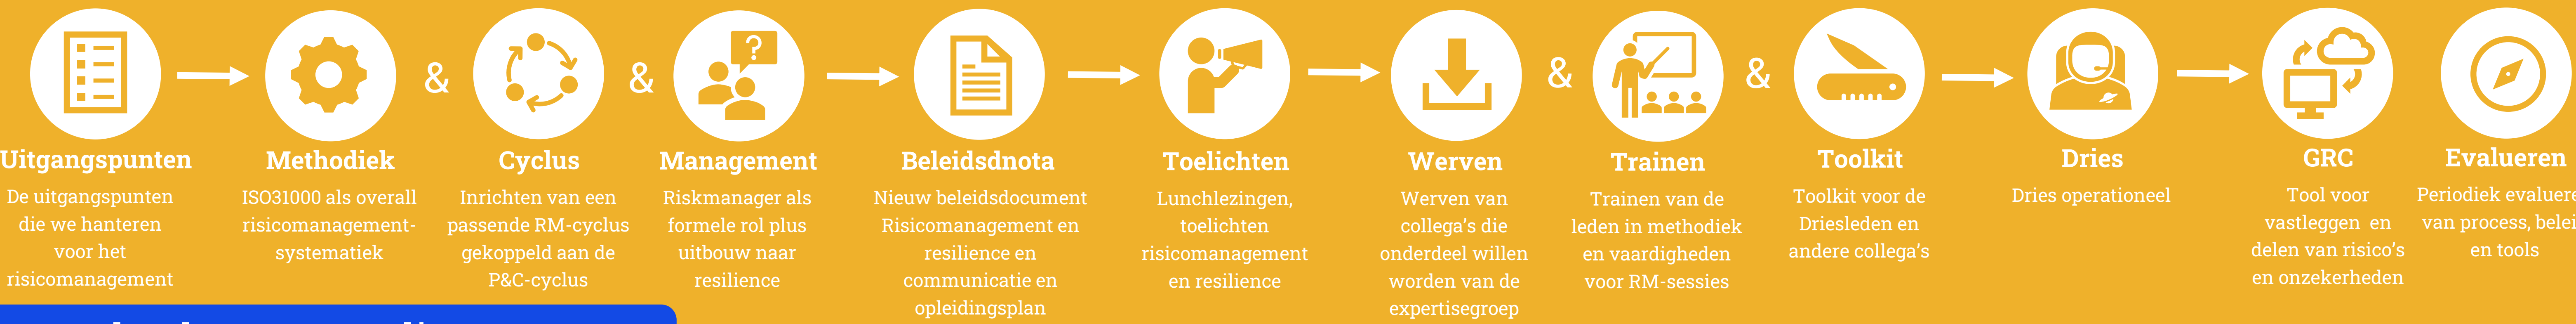 Uitgangspunten
De uitgangspunten
die we hanteren
voor het
risicomanagement
&
Methodiek
ISO31000 als overall
risicomanagement-
systematiek
&
Cyclus
Inrichten van een
passende RM-cyclus
gekoppeld aan de
P&C-cyclus
?
Management
Riskmanager als
formele rol plus
uitbouw naar
resilience
Beleidsdnota
Nieuw beleidsdocument
Risicomanagement en
resilience en
communicatie en
opleidingsplan
Toelichten
Lunchlezingen,
toelichten
risicomanagement
en resilience
&
Werven
Werven van
collega's die
onderdeel willen
worden van de
expertisegroep
&
Trainen
Trainen van de
leden in methodiek
en vaardigheden
voor RM-sessies
Toolkit
Toolkit voor de
Driesleden en
andere collega's
Dries
Dries operationeel
GRC
Tool voor
vastleggen en
delen van risico's
en onzekerheden
Evalueren
Periodiek
van process,
en tools